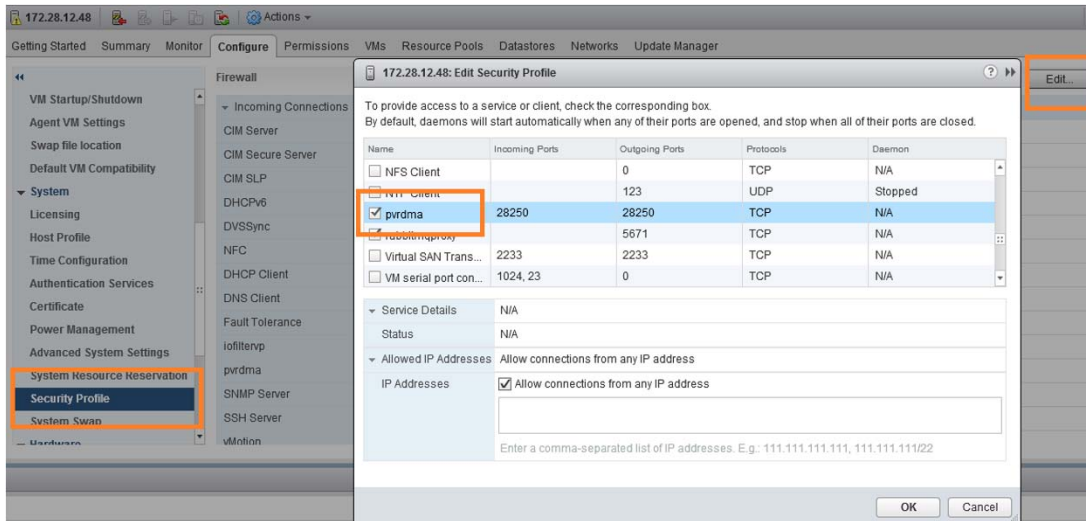 172.28.12.48 Actions
Getting Started Summary Monitor Configure Permissions VMs Resource Pools Datastores Networks Update Manager
VM Startup/Shutdown
Agent VM Settings
Swap file location
Default VM Compatibility
System
Licensing
Host Profile
Time Configuration
Authentication Services
Certificate
Power Management
Advanced System Settings
System Resource Reservation
Security Profile
System Swap
Hardware
Firewall
Incoming Connections
CIM Server
CIM Secure Server
CIM SLP
DHCPv6
DVSSync
NFC
DHCP Client
DNS Client
Fault Tolerance
iofiltervp
pvrdma
SNMP Server
SSH Server
vMotion
Edit...
172.28.12.48: Edit Security Profile ?
To provide access to a service or client, check the corresponding box.
By default, daemons will start automatically when any of their ports are opened, and stop when all of their ports are closed.
Name Incoming Ports Outgoing Ports Protocols Daemon
NFS Client 0 TCP N/A
NTP Client 123 UDP Stopped
pvrdma 28250 28250 TCP N/A
rabbitmqproxy 5671 TCP N/A
Virtual SAN Trans... 2233 2233 TCP N/A
VM serial port con... 1024, 23 0 TCP N/A
Service Details N/A
Status N/A
Allowed IP Addresses Allow connections from any IP address
IP Addresses Allow connections from any IP address
Enter a comma-separated list of IP addresses. E.g.: 111.111.111.111, 111.111.111/22
OK Cancel